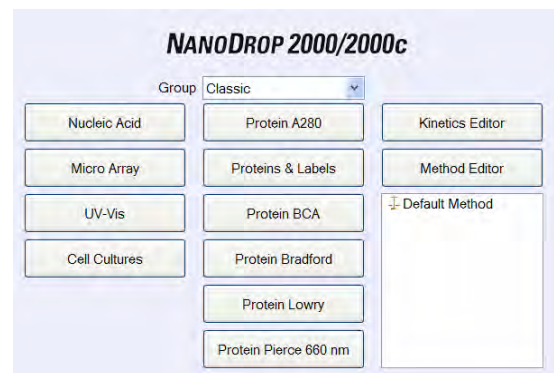 NANODROP 2000/2000c
Group Classic
Nucleic Acid Protein A280 Kinetics Editor
Micro Array Proteins & Labels Method Editor
UV-Vis Protein BCA Default Method
Cell Cultures Protein Bradford
Protein Lowry
Protein Pierce 660 nm